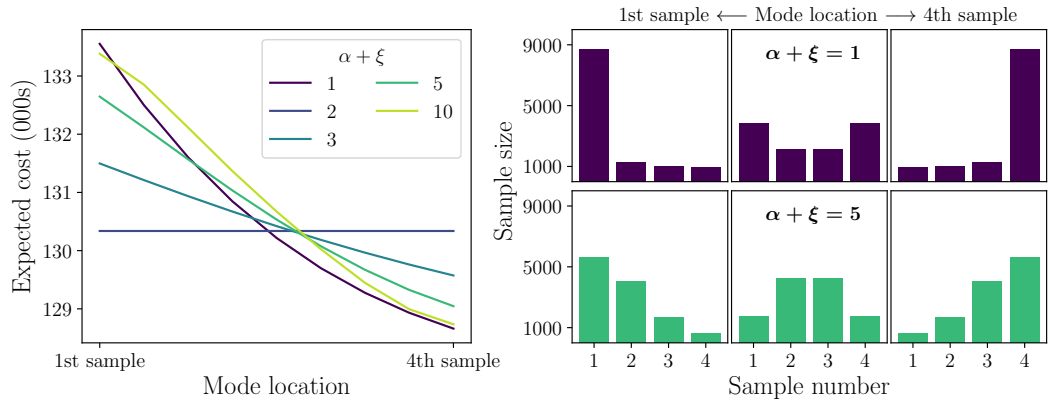 133
132
131
130
129
Expected cost (000s)
1st sample
4th sample
Mode location
α + ξ
1
2
3
5
10
1st sample ⟵ Mode location ⟶ 4th sample
9000
5000
1000
α + ξ = 1
Sample size
9000
5000
1000
α + ξ = 5
1 2 3 4
1 2 3 4
1 2 3 4
Sample number